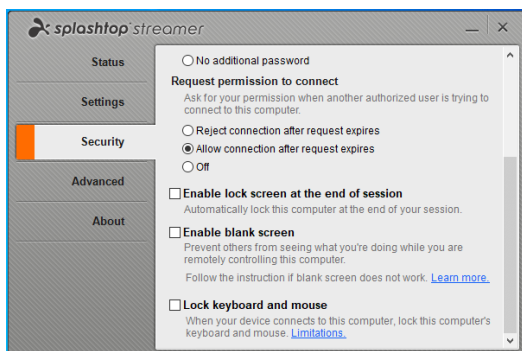 splashtop streamer
Status
Settings
Security
Advanced
About
No additional password
Request permission to connect
Ask for your permission when another authorized user is trying to
connect to this computer.
Reject connection after request expires
Allow connection after request expires
Off
Enable lock screen at the end of session
Automatically lock this computer at the end of your session.
Enable blank screen
Prevent others from seeing what you're doing while you are
remotely controlling this computer.
Follow the instruction if blank screen does not work. Learn more.
Lock keyboard and mouse
When your device connects to this computer, lock this computer's
keyboard and mouse. Limitations.